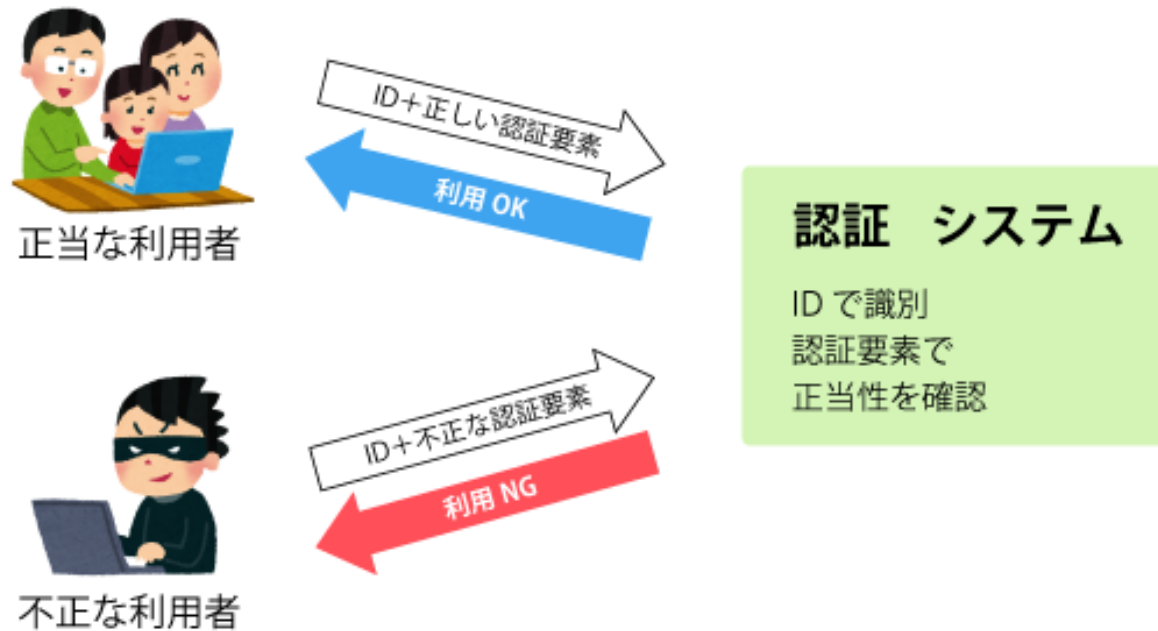 ID+正しい認証要素
利用 OK
正当な利用者
認証 システム
ID で識別
認証要素で
正当性を確認
ID+不正な認証要素
利用 NG
不正な利用者